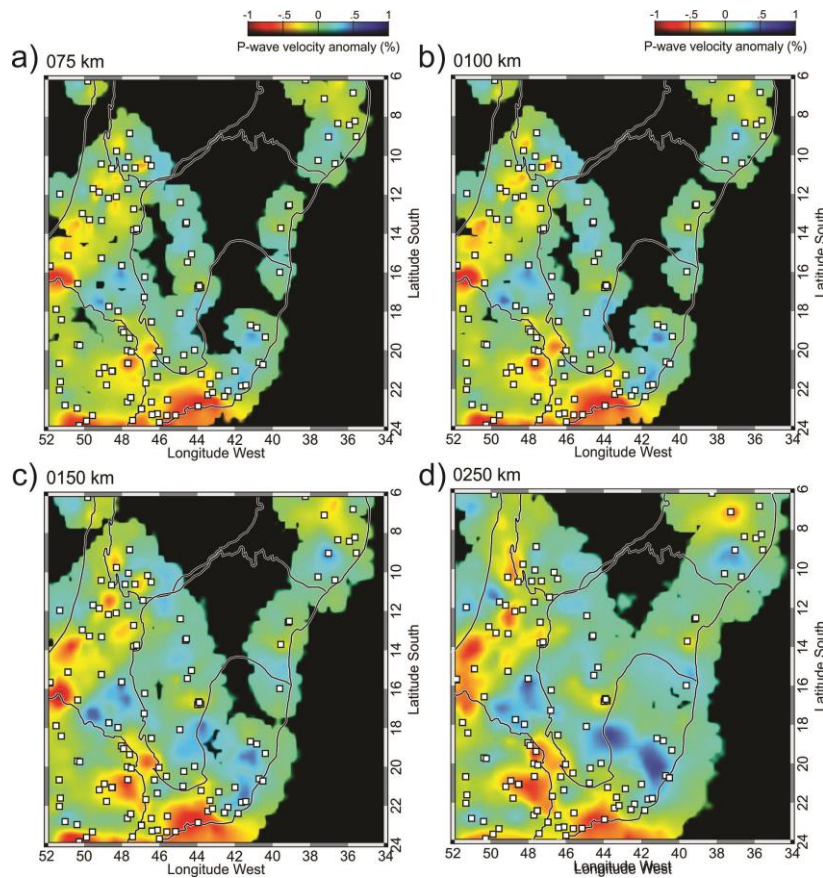 -1 -.5 0 .5 1
P-wave velocity anomaly (%)
-1 -.5 0 .5 1
P-wave velocity anomaly (%)
a) 075 km
6
8
10
12
14
16
18
20
22
24
Latitude South
52 50 48 46 44 42 40 38 36 34
Longitude West
b) 0100 km
6
8
10
12
14
16
18
20
22
24
Latitude South
52 50 48 46 44 42 40 38 36 34
Longitude West
c) 0150 km
6
8
10
12
14
16
18
20
22
24
Latitude South
52 50 48 46 44 42 40 38 36 34
Longitude West
d) 0250 km
6
8
10
12
14
16
18
20
22
24
Latitude South
52 50 48 46 44 42 40 38 36 34
Longitude West